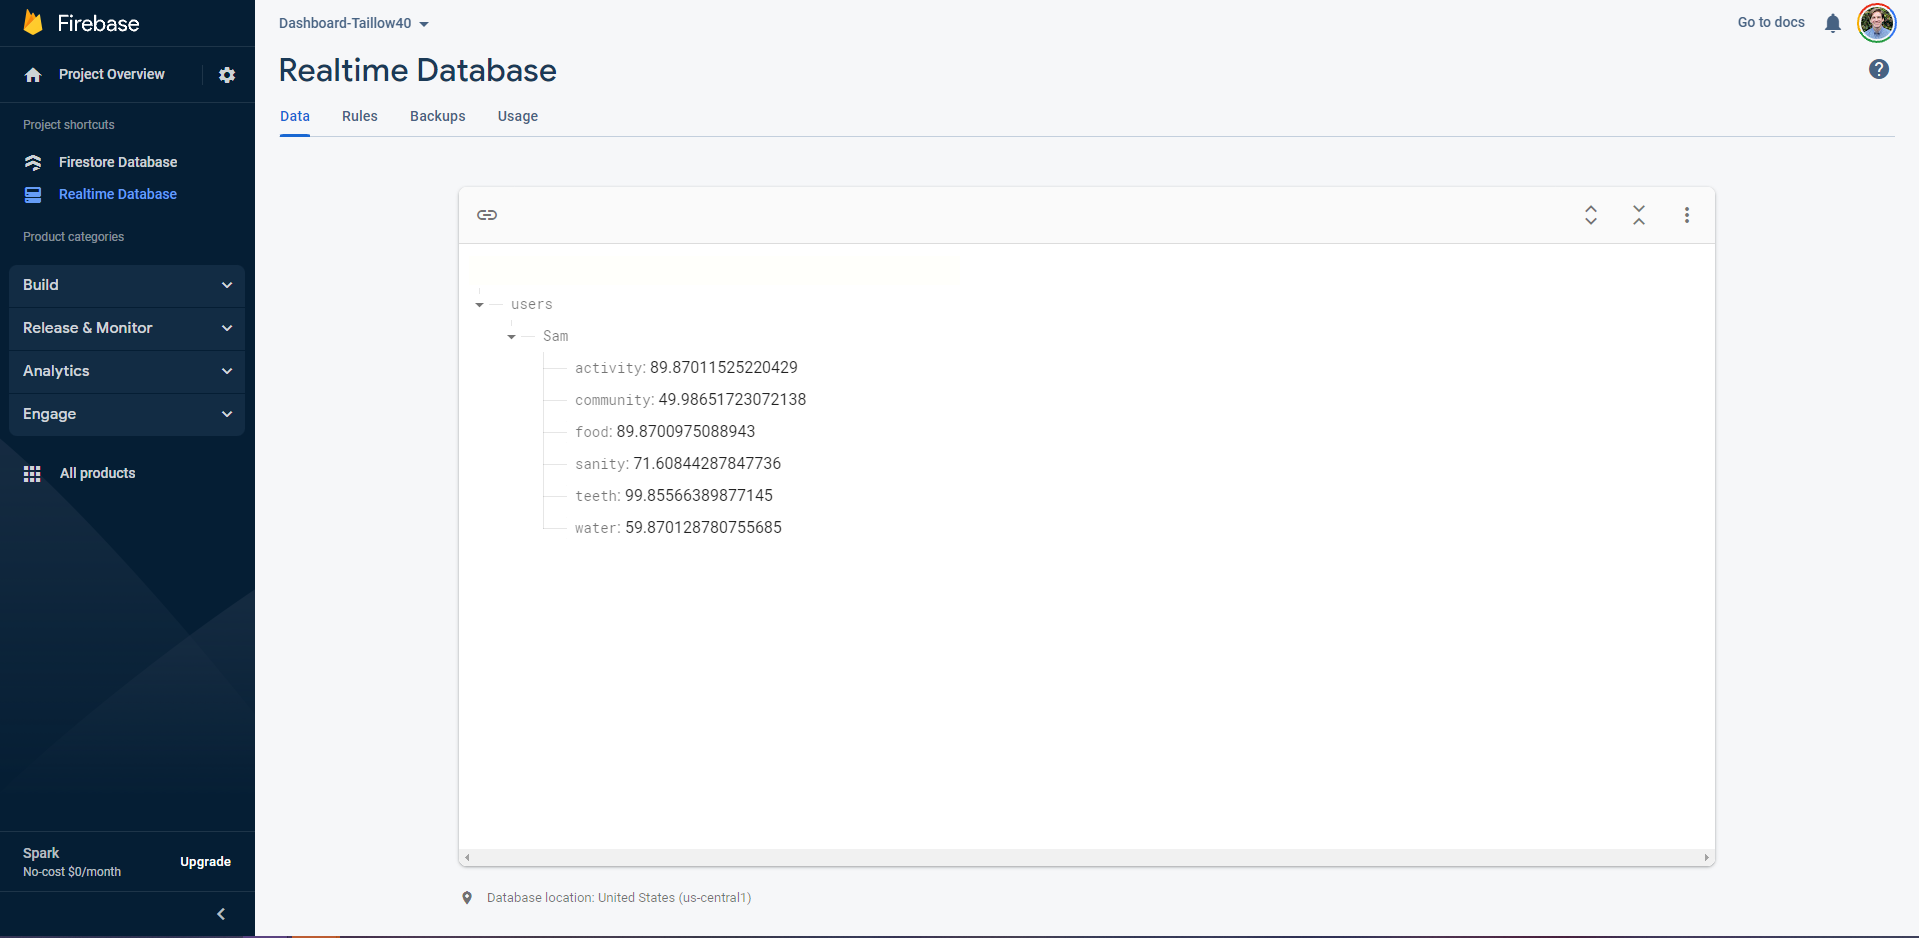 Firebase
Project Overview
Project shortcuts
Firestore Database
Realtime Database
Product categories
Build
Release & Monitor
Analytics
Engage
All products
Spark
No-cost $0/month
Upgrade
Dashboard-Taillow40
Go to docs
Realtime Database
Data Rules Backups Usage
users
Sam
activity: 89.87011525220429
community: 49.98651723072138
food: 89.8700975088943
sanity: 71.60844287847736
teeth: 99.85566389877145
water: 59.870128780755685
Database location: United States (us-central1)